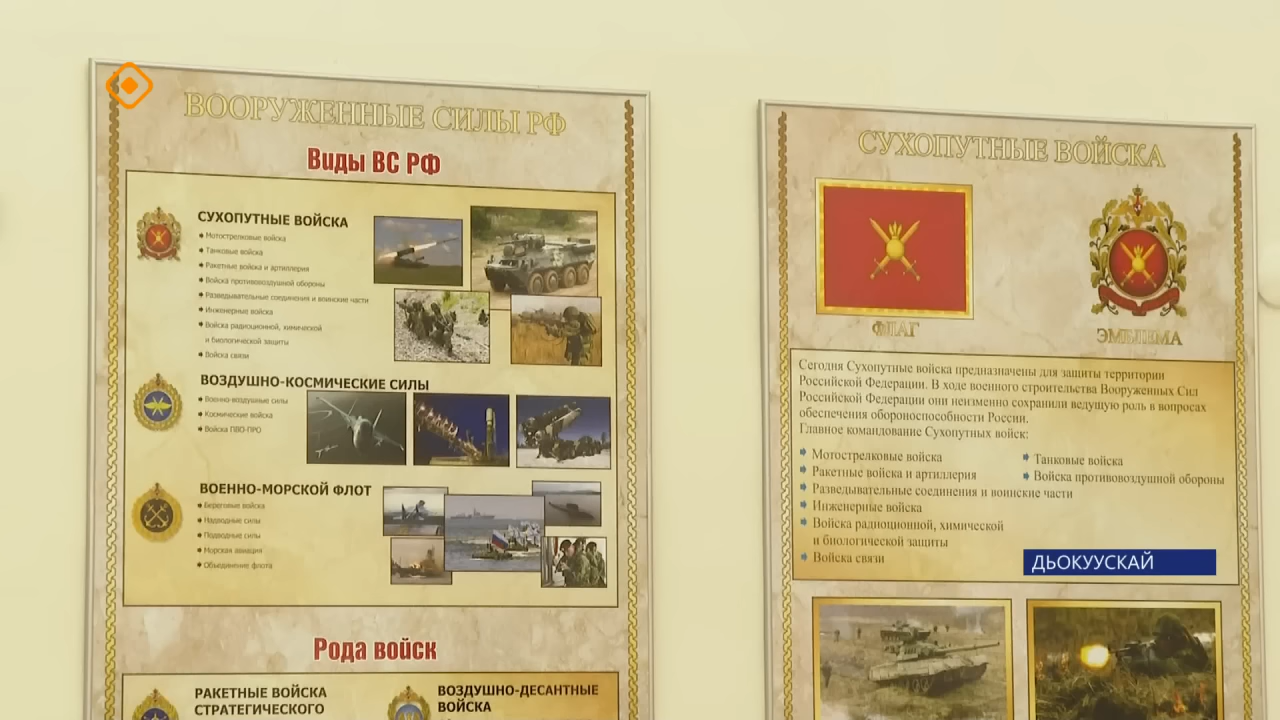 ВООРУЖЕННЫЕ СИЛЫ РФ
Виды ВС РФ
СУХОПУТНЫЕ ВОЙСКА
Мотострелковые войска
Танковые войска
Ракетные войска и артиллерия
Войска противовоздушной обороны
Разведывательные соединения и воинские части
Инженерные войска
Войска радиоционной, химической
и биологической защиты
Войска связи
ВОЗДУШНО-КОСМИЧЕСКИЕ СИЛЫ
Военно-воздушные силы
Космические войска
Войска ПВО-ПРО
ВОЕННО-МОРСКОЙ ФЛОТ
Береговые войска
Надводные силы
Подводные силы
Морская авиация
Объединение флота
Рода войск
РАКЕТНЫЕ ВОЙСКА
СТРАТЕГИЧЕСКОГО
ВОЗДУШНО-ДЕСАНТНЫЕ
ВОЙСКА
СУХОПУТНЫЕ ВОЙСКА
ФЛАГ
ЭМБЛЕМА
Сегодня Сухопутные войска предназначены для защиты территории
Российской Федерации. В ходе военного строительства Вооруженных Сил
Российской Федерации они неизменно сохранили ведущую роль в вопросах
обеспечения обороноспособности России.
Главное командование Сухопутных войск:
Мотострелковые войска
Танковые войска
Ракетные войска и артиллерия
Войска противовоздушной обороны
Разведывательные соединения и воинские части
Инженерные войска
Войска радиоционной, химической
и биологической защиты
Войска связи
ДЬОКУУСКАЙ